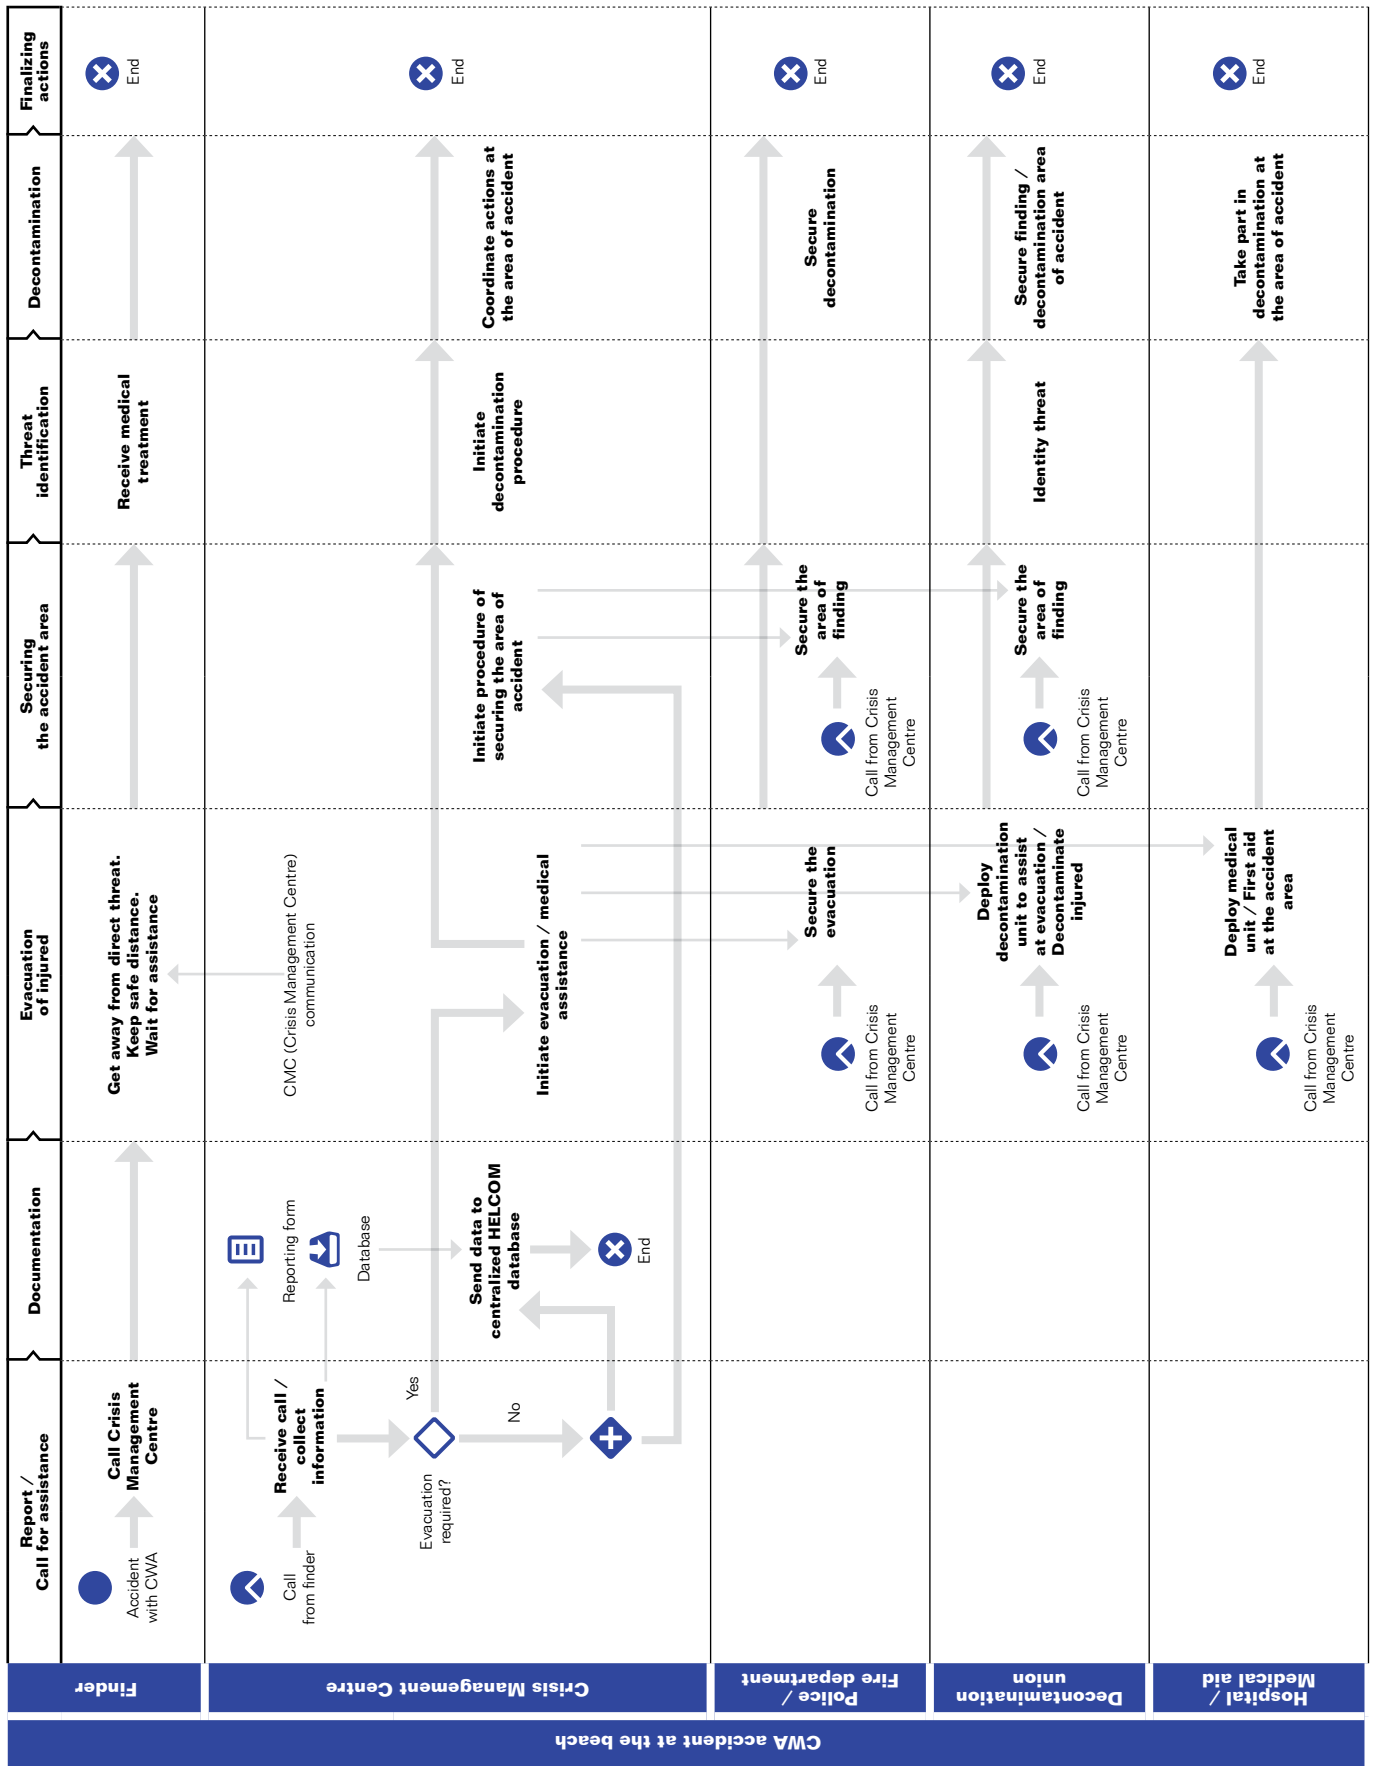 CWA accident at the beach
Report /
Call for assistance
Documentation
Evacuation
of injured
Securing
the accident area
Threat
identification
Decontamination
Finalizing
actions
Finder
Accident
with CWA
Call Crisis
Management
Centre
Get away from direct threat.
Keep safe distance.
Wait for assistance
Receive medical
treatment
End
Crisis Management Centre
Call
from finder
Receive call /
collect
information
Evacuation
required?
Yes
No
Reporting form
Database
Send data to
centralized HELCOM
database
End
CMC (Crisis Management Centre)
communication
Initiate evacuation / medical
assistance
Initiate procedure of
securing the area of
accident
Initiate
decontamination
procedure
Coordinate actions at
the area of accident
End
Police /
Fire department
Call from Crisis
Management
Centre
Secure the
evacuation
Call from Crisis
Management
Centre
Secure the
area of
finding
Secure
decontamination
End
Decontamination
union
Call from Crisis
Management
Centre
Deploy
decontamination
unit to assist
at evacuation /
Decontaminate
injured
Call from Crisis
Management
Centre
Secure the
area of
finding
Identity threat
Secure finding /
decontamination area
of accident
End
Hospital /
Medical aid
Call from Crisis
Management
Centre
Deploy medical
unit / First aid
at the accident
area
Take part in
decontamination at
the area of accident
End